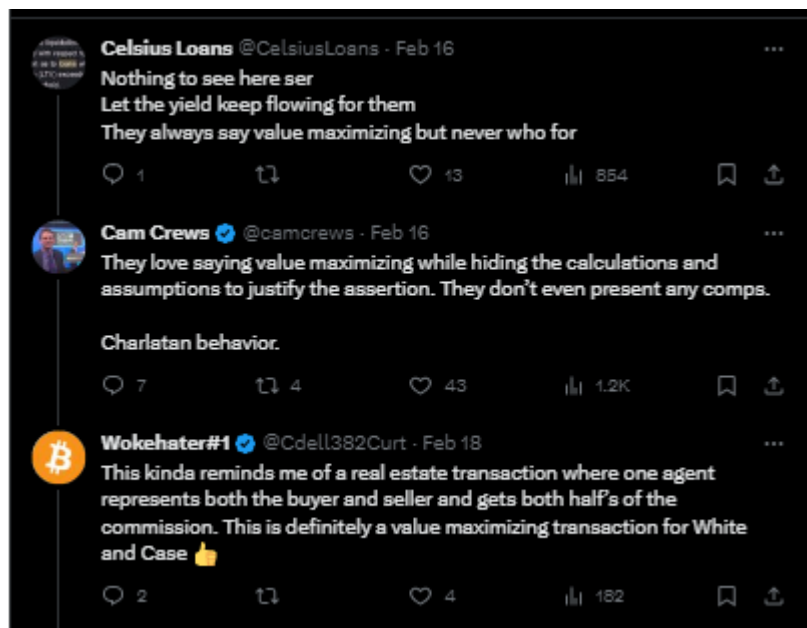 Celsius Loans @CelsiusLoans · Feb 16
Nothing to see here ser
Let the yield keep flowing for them
They always say value maximizing but never who for
1 13 854
Cam Crews @camcrews · Feb 16
They love saying value maximizing while hiding the calculations and
assumptions to justify the assertion. They don't even present any comps.
Charlatan behavior.
7 4 43 1.2K
Wokehater#1 @Cdell382Curt · Feb 18
This kinda reminds me of a real estate transaction where one agent
represents both the buyer and seller and gets both half's of the
commission. This is definitely a value maximizing transaction for White
and Case 👍
2 4 182